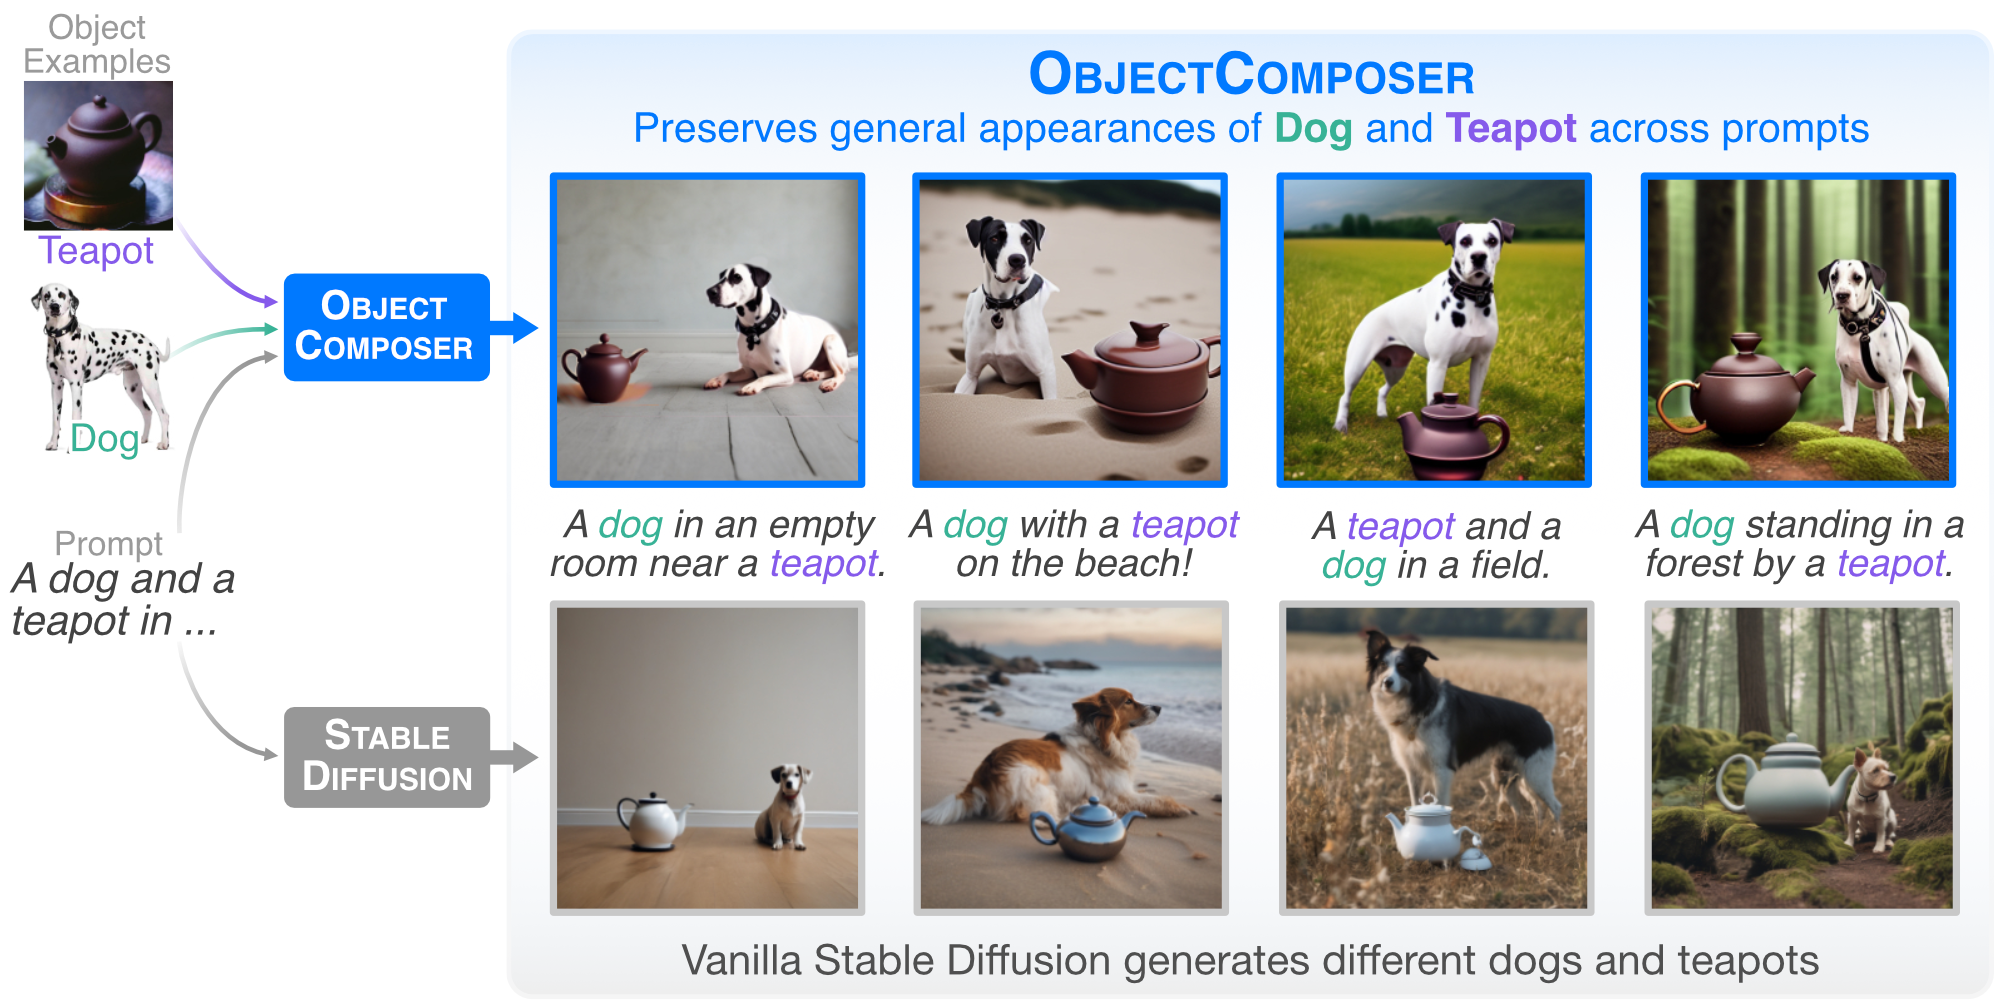 Object
Examples
Teapot
Dog
Prompt
A dog and a
teapot in ...
OBJECT
COMPOSER
STABLE
DIFFUSION
OBJECTCOMPOSER
Preserves general appearances of Dog and Teapot across prompts
A dog in an empty
room near a teapot.
A dog with a teapot
on the beach!
A teapot and a
dog in a field.
A dog standing in a
forest by a teapot.
Vanilla Stable Diffusion generates different dogs and teapots